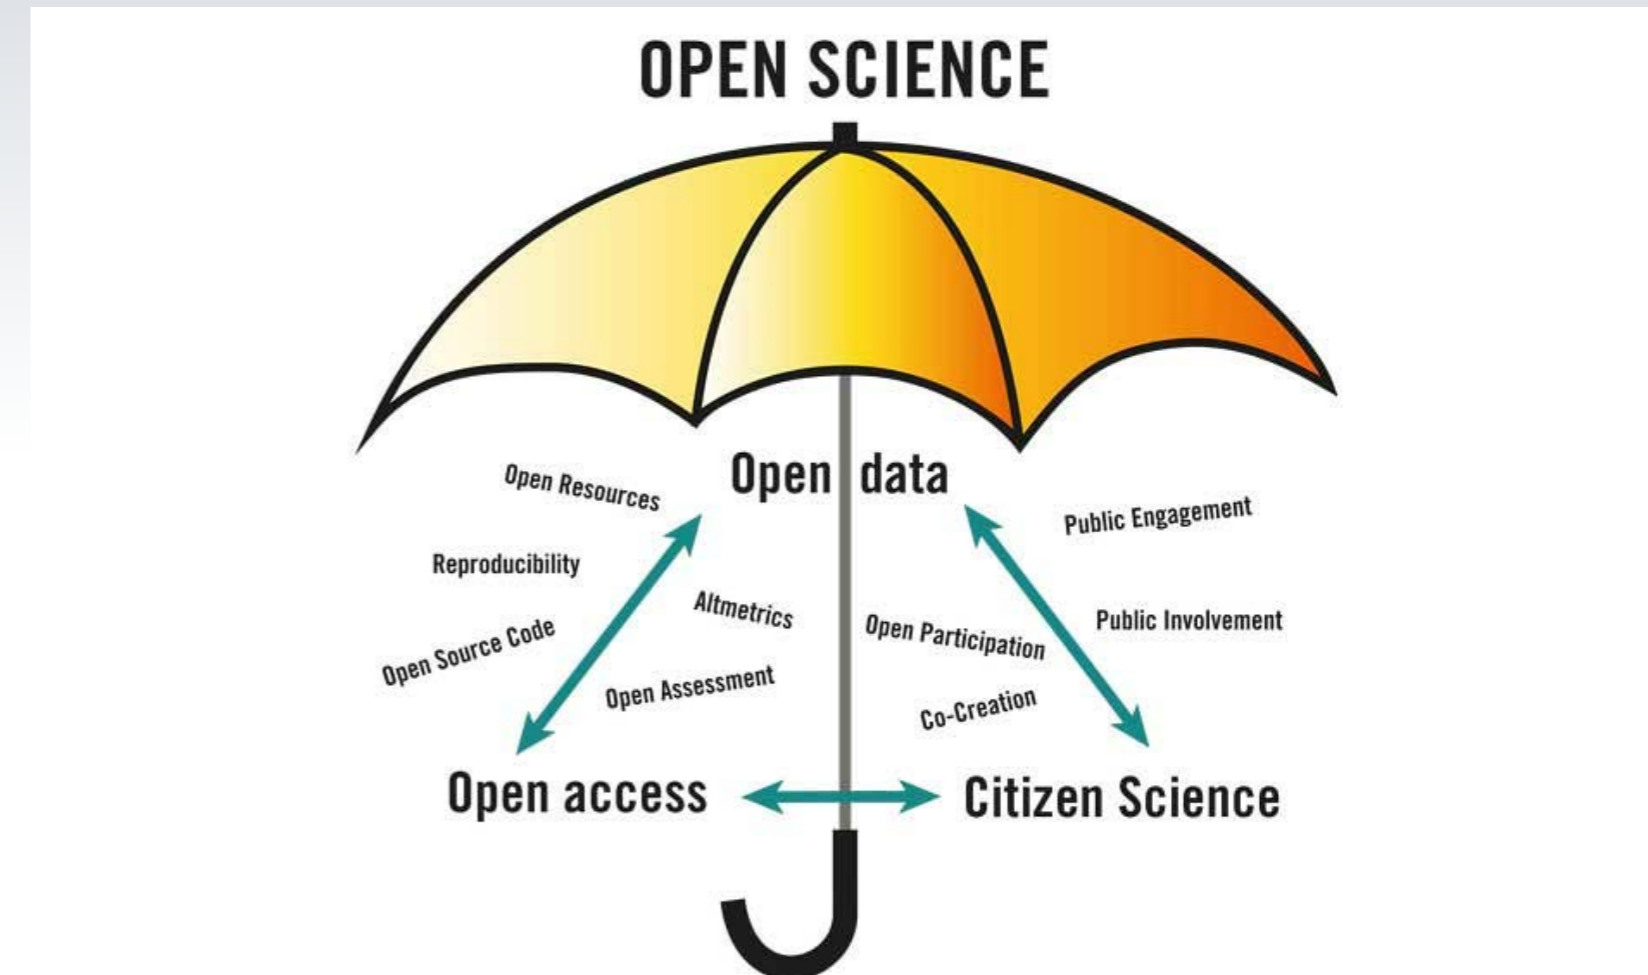 OPEN SCIENCE
Open data
Open Resources
Public Engagement
Reproducibility
Altmetrics
Open Participation
Public Involvement
Open Source Code
Open Assessment
Co-Creation
Open access
Citizen Science